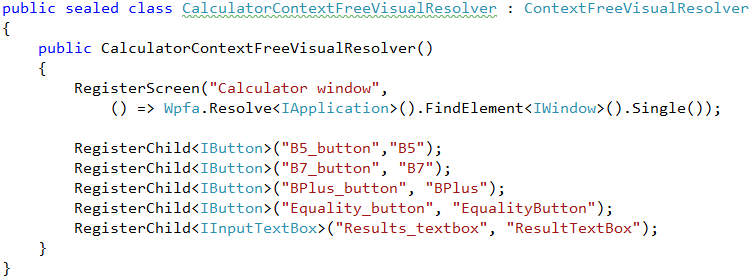 public sealed class CalculatorContextFreeVisualResolver : ContextFreeVisualResolver
{
    public CalculatorContextFreeVisualResolver()
    {
        RegisterScreen("Calculator window",
            () => Wpfa.Resolve<IApplication>().FindElement<IWindow>().Single());

        RegisterChild<IButton>("B5_button","B5");
        RegisterChild<IButton>("B7_button", "B7");
        RegisterChild<IButton>("BPlus_button", "BPlus");
        RegisterChild<IButton>("Equality_button", "EqualityButton");
        RegisterChild<IInputTextBox>("Results_textbox", "ResultTextBox");
    }
}